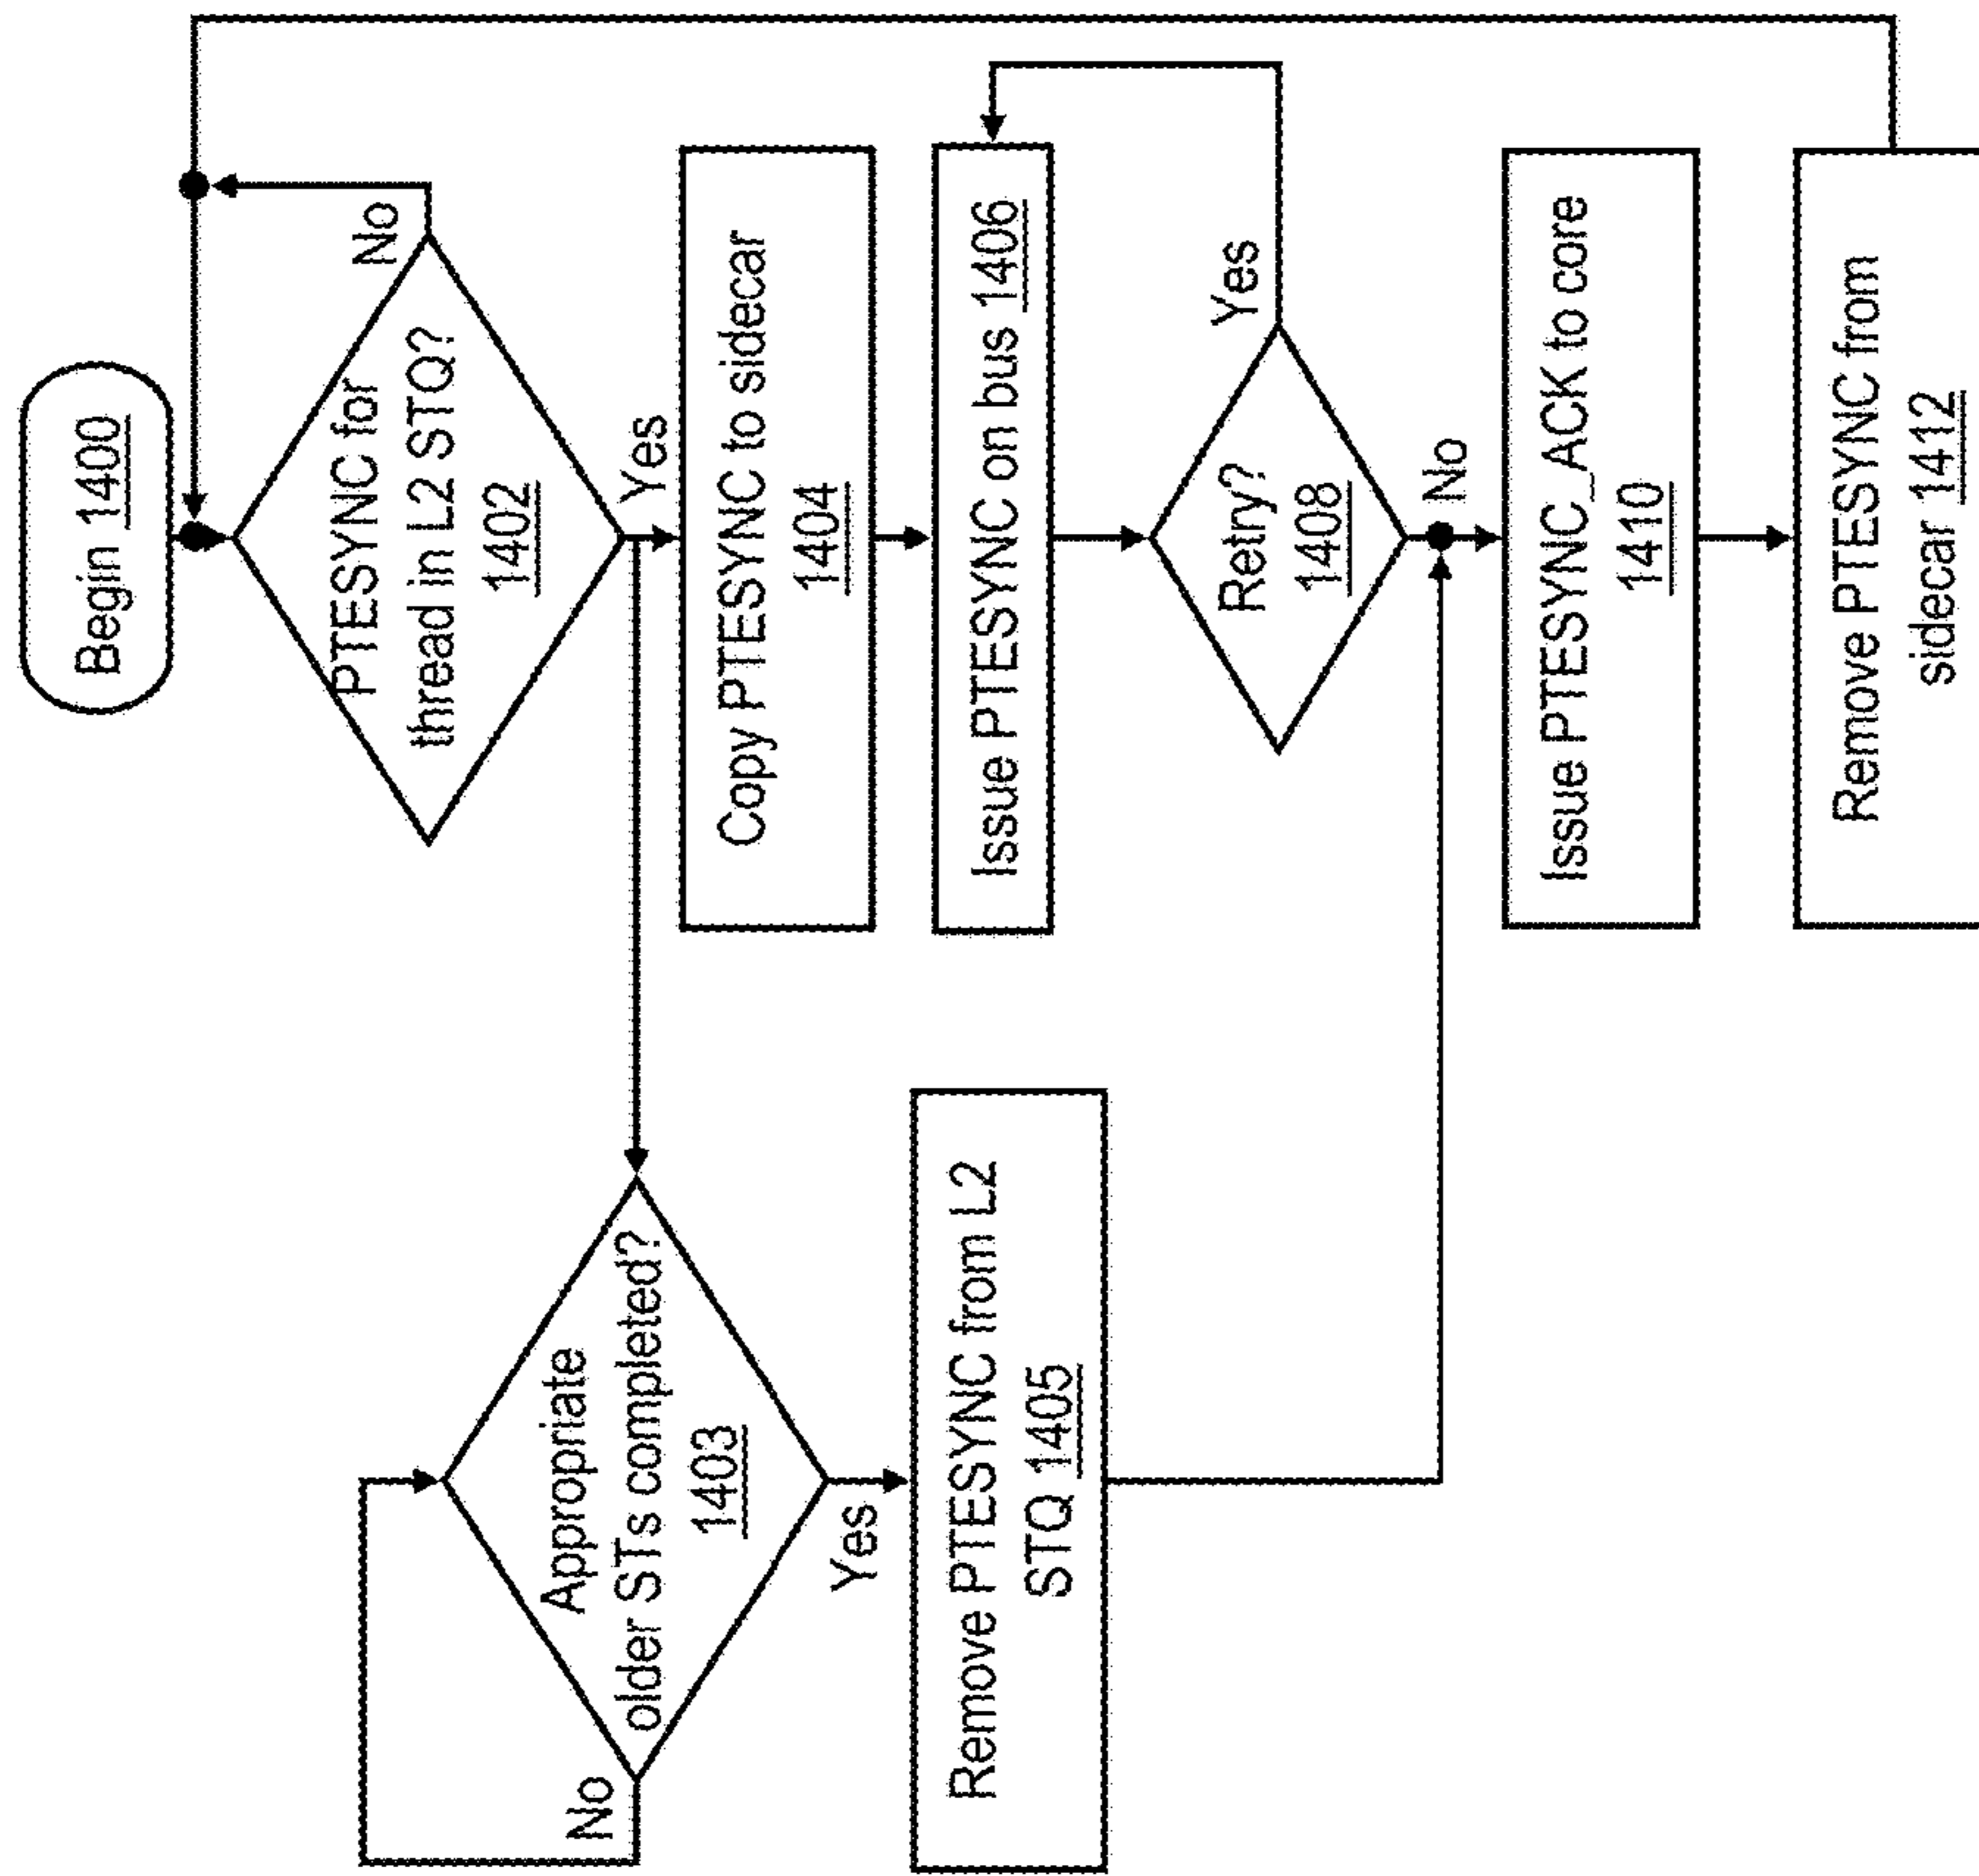 Begin 1400
PTESYNC for
thread in L2 STQ?
1402
No
Yes
Copy PTESYNC to sidecar
1404
Issue PTESYNC on bus 1406
Retry?
1408
Yes
No
Issue PTESYNC_ACK to core
1410
Remove PTESYNC from
sidecar 1412
Appropriate
older STs completed?
1403
No
Yes
Remove PTESYNC from L2
STQ 1405